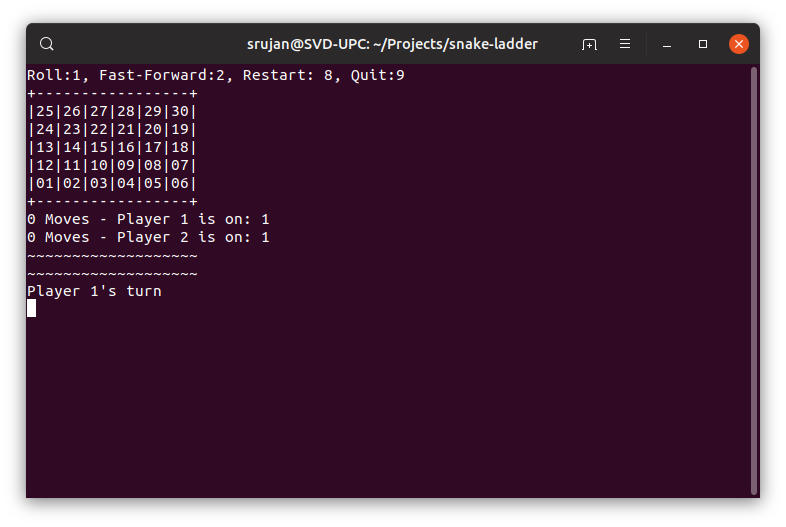 srujan@SVD-UPC: ~/Projects/snake-ladder
Roll:1, Fast-Forward:2, Restart: 8, Quit:9
+-----------------+
|25|26|27|28|29|30|
|24|23|22|21|20|19|
|13|14|15|16|17|18|
|12|11|10|09|08|07|
|01|02|03|04|05|06|
+-----------------+
0 Moves - Player 1 is on: 1
0 Moves - Player 2 is on: 1
~~~~~~~~~~~~~~~~~~~
~~~~~~~~~~~~~~~~~~~
Player 1's turn